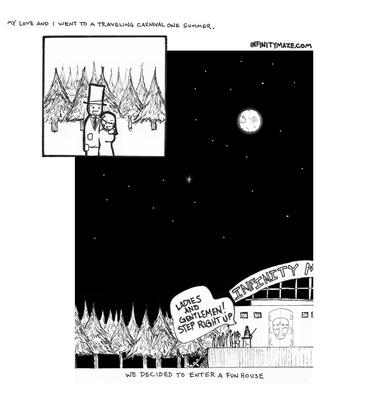 MY LOVE AND I WENT TO A TRAVELING CARNIVAL ONE SUMMER.
INFINITYMAZE.COM
LADIES
AND
GENTLEMEN!
STEP RIGHT UP
INFINITY M
WE DECIDED TO ENTER A FUN HOUSE